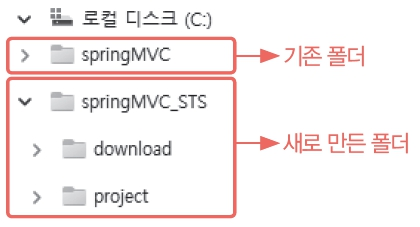 로컬 디스크 (C:)
springMVC 기존 폴더
springMVC_STS
download
새로 만든 폴더
project